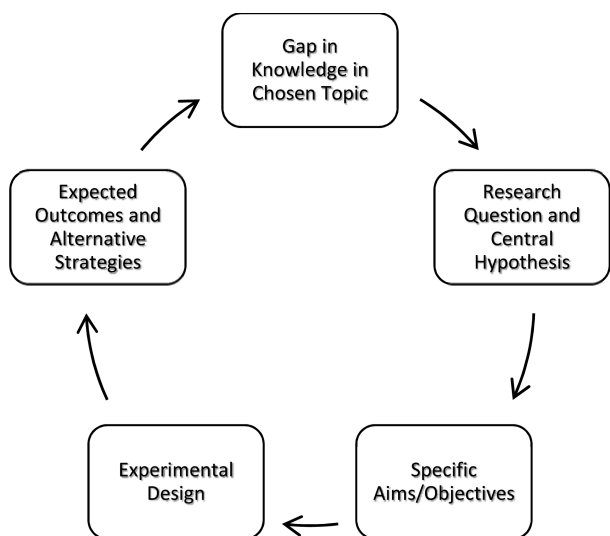 Gap in
Knowledge in
Chosen Topic
Research
Question and
Central
Hypothesis
Specific
Aims/Objectives
Experimental
Design
Expected
Outcomes and
Alternative
Strategies